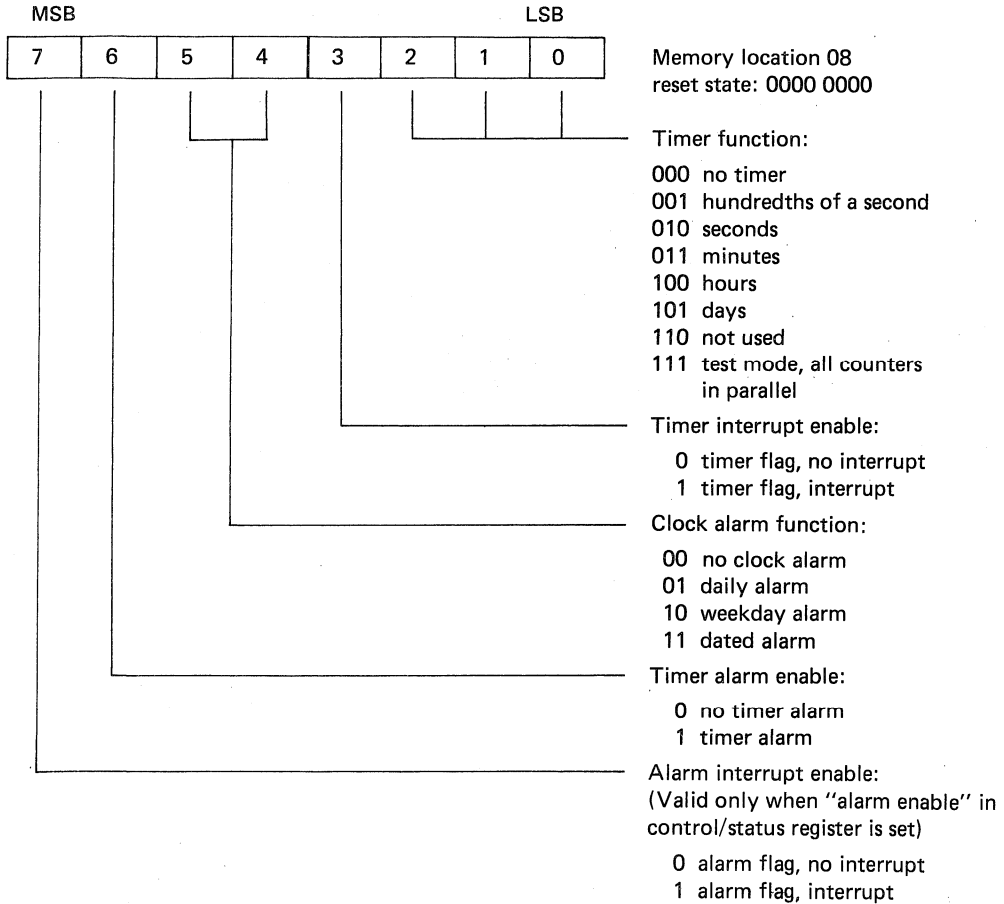 MSB LSB
7 6 5 4 3 2 1 0
Memory location 08
reset state: 0000 0000
Timer function:
000 no timer
001 hundredths of a second
010 seconds
011 minutes
100 hours
101 days
110 not used
111 test mode, all counters
in parallel
Timer interrupt enable:
0 timer flag, no interrupt
1 timer flag, interrupt
Clock alarm function:
00 no clock alarm
01 daily alarm
10 weekday alarm
11 dated alarm
Timer alarm enable:
0 no timer alarm
1 timer alarm
Alarm interrupt enable:
(Valid only when "alarm enable" in
control/status register is set)
0 alarm flag, no interrupt
1 alarm flag, interrupt